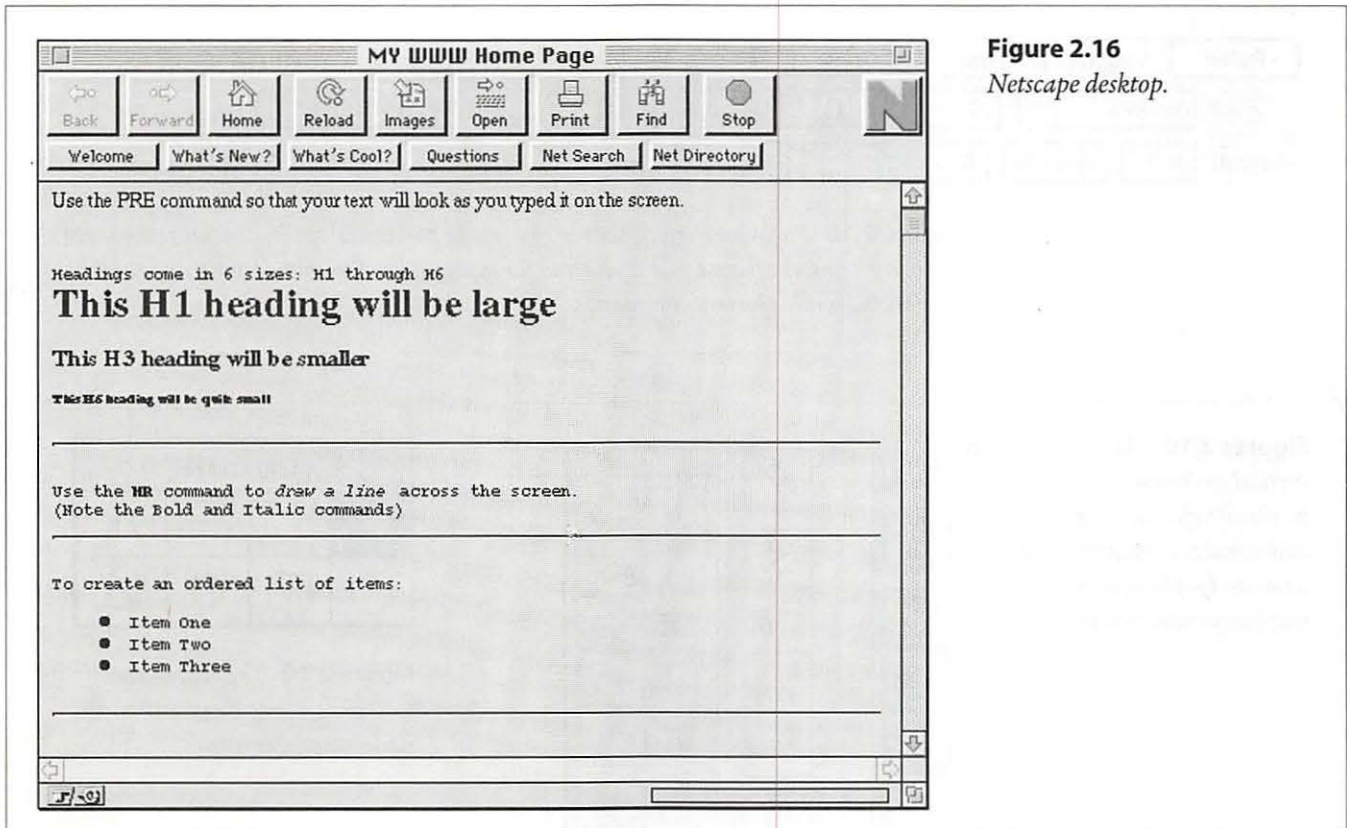 MY WWW Home Page
Back Forward Home Reload Images Open Print Find Stop
N
Welcome What's New? What's Cool? Questions Net Search Net Directory
Use the PRE command so that your text will look as you typed it on the screen.
Headings come in 6 sizes: H1 through H6
This H1 heading will be large
This H3 heading will be smaller
This H6 heading will be quite small
Use the HR command to draw a line across the screen.
(Note the Bold and Italic commands)
To create an ordered list of items:
Item One
Item Two
Item Three
Figure 2.16
Netscape desktop.